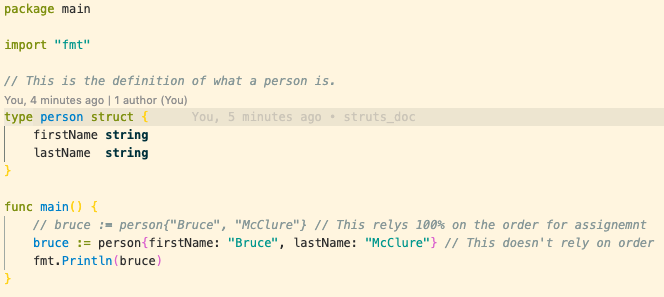 package main
import "fmt"
// This is the definition of what a person is.
You, 4 minutes ago | 1 author (You)
type person struct { You, 5 minutes ago • struts_doc
firstName string
lastName string
}
func main() {
// bruce := person{"Bruce", "McClure"} // This relys 100% on the order for assignemnt
bruce := person{firstName: "Bruce", lastName: "McClure"} // This doesn't rely on order
fmt.Println(bruce)
}